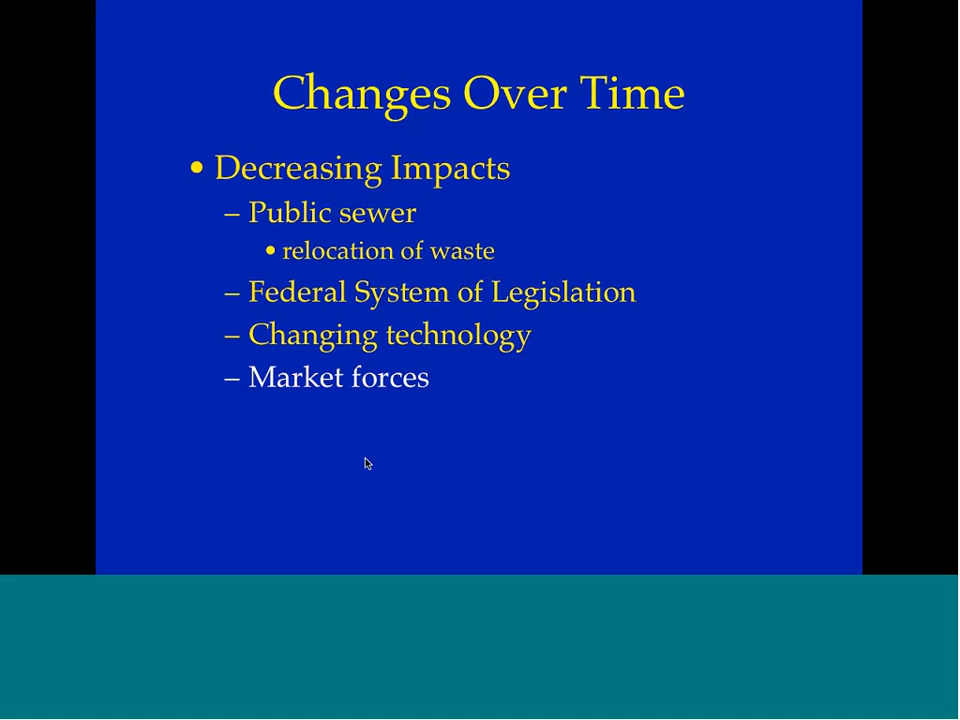 Changes Over Time
• Decreasing Impacts
– Public sewer
• relocation of waste
– Federal System of Legislation
– Changing technology
– Market forces